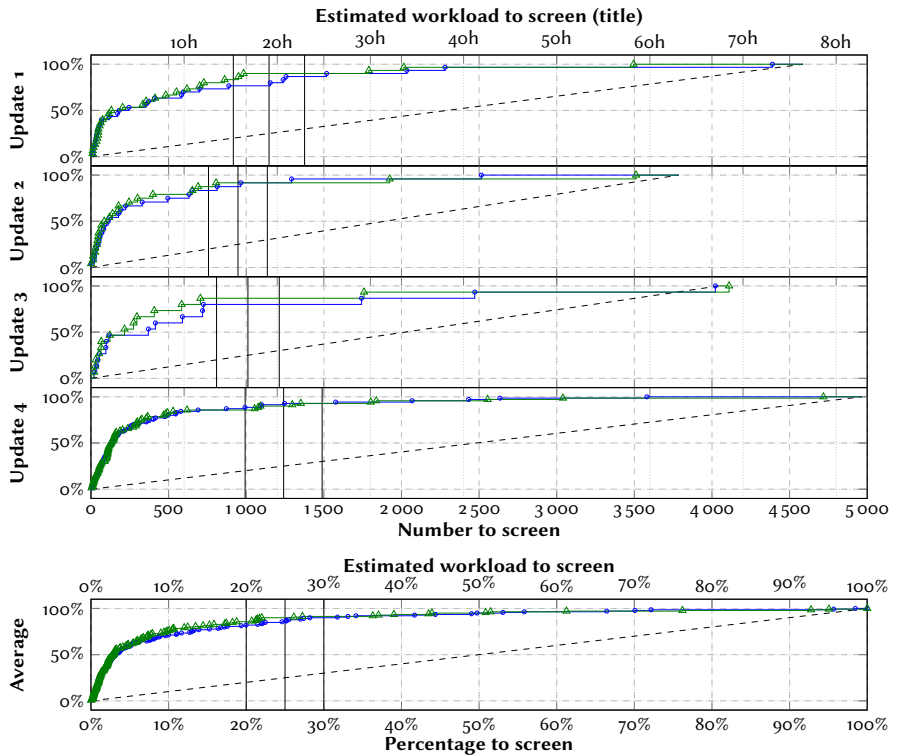 Estimated workload to screen (title)
10h 20h 30h 40h 50h 60h 70h 80h
100%
50%
0%
Update 1
100%
50%
0%
Update 2
100%
50%
0%
Update 3
100%
50%
0%
Update 4
0 500 1 000 1 500 2 000 2 500 3 000 3 500 4 000 4 500 5 000
Number to screen
Estimated workload to screen
0% 10% 20% 30% 40% 50% 60% 70% 80% 90% 100%
100%
50%
0%
Average
0% 10% 20% 30% 40% 50% 60% 70% 80% 90% 100%
Percentage to screen